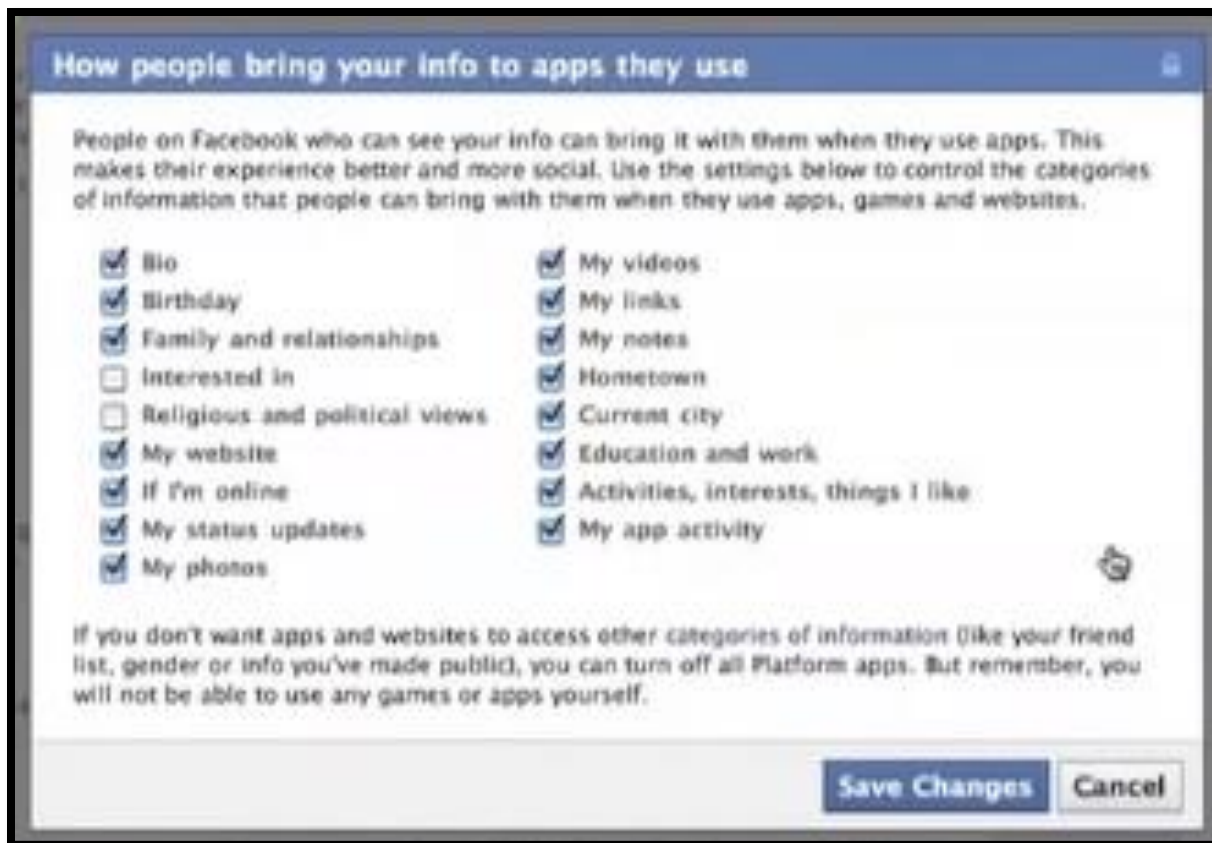 How people bring your info to apps they use
People on Facebook who can see your info can bring it with them when they use apps. This
makes their experience better and more social. Use the settings below to control the categories
of information that people can bring with them when they use apps, games and websites.
Bio
Birthday
Family and relationships
Interested in
Religious and political views
My website
If I'm online
My status updates
My photos
My videos
My links
My notes
Hometown
Current city
Education and work
Activities, interests, things I like
My app activity
If you don't want apps and websites to access other categories of information (like your friend
list, gender or info you've made public), you can turn off all Platform apps. But remember, you
will not be able to use any games or apps yourself.
Save Changes
Cancel